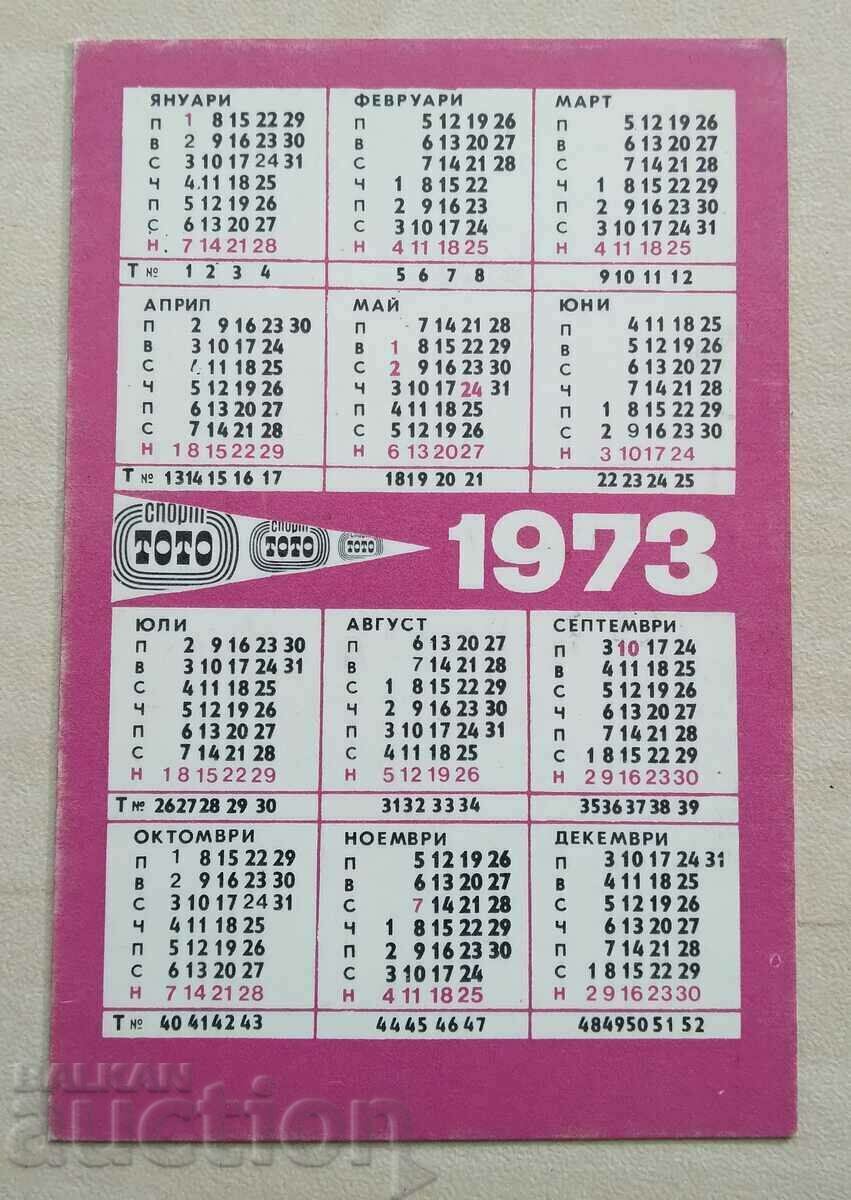 ЯНУАРИ
П 1 8 15 22 29
В 2 9 16 23 30
С 3 10 17 24 31
Ч 4 11 18 25
П 5 12 19 26
С 6 13 20 27
Н 7 14 21 28
Т № 1 2 3 4
ФЕВРУАРИ
П 5 12 19 26
В 6 13 20 27
С 7 14 21 28
Ч 1 8 15 22
П 2 9 16 23
С 3 10 17 24
Н 4 11 18 25
5 6 7 8
МАРТ
П 5 12 19 26
В 6 13 20 27
С 7 14 21 28
Ч 1 8 15 22 29
П 2 9 16 23 30
С 3 10 17 24 31
Н 4 11 18 25
9 10 11 12
АПРИЛ
П 2 9 16 23 30
В 3 10 17 24
С 4 11 18 25
Ч 5 12 19 26
П 6 13 20 27
С 7 14 21 28
Н 1 8 15 22 29
Т № 13 14 15 16 17
МАЙ
П 7 14 21 28
В 1 8 15 22 29
С 2 9 16 23 30
Ч 3 10 17 24 31
П 4 11 18 25
С 5 12 19 26
Н 6 13 20 27
18 19 20 21
ЮНИ
П 4 11 18 25
В 5 12 19 26
С 6 13 20 27
Ч 7 14 21 28
П 1 8 15 22 29
С 2 9 16 23 30
Н 3 10 17 24
22 23 24 25
СПОРТ
ТОТО
СПОРТ
ТОТО
ТОТО
1973
ЮЛИ
П 2 9 16 23 30
В 3 10 17 24 31
С 4 11 18 25
Ч 5 12 19 26
П 6 13 20 27
С 7 14 21 28
Н 1 8 15 22 29
Т № 26 27 28 29 30
АВГУСТ
П 6 13 20 27
В 7 14 21 28
С 1 8 15 22 29
Ч 2 9 16 23 30
П 3 10 17 24 31
С 4 11 18 25
Н 5 12 19 26
31 32 33 34
СЕПТЕМВРИ
П 3 10 17 24
В 4 11 18 25
С 5 12 19 26
Ч 6 13 20 27
П 7 14 21 28
С 1 8 15 22 29
Н 2 9 16 23 30
35 36 37 38 39
ОКТОМВРИ
П 1 8 15 22 29
В 2 9 16 23 30
С 3 10 17 24 31
Ч 4 11 18 25
П 5 12 19 26
С 6 13 20 27
Н 7 14 21 28
Т № 40 41 42 43
НОЕМВРИ
П 5 12 19 26
В 6 13 20 27
С 7 14 21 28
Ч 1 8 15 22 29
П 2 9 16 23 30
С 3 10 17 24
Н 4 11 18 25
44 45 46 47
ДЕКЕМВРИ
П 3 10 17 24 31
В 4 11 18 25
С 5 12 19 26
Ч 6 13 20 27
П 7 14 21 28
С 1 8 15 22 29
Н 2 9 16 23 30
48 49 50 51 52
BALKAN
auction